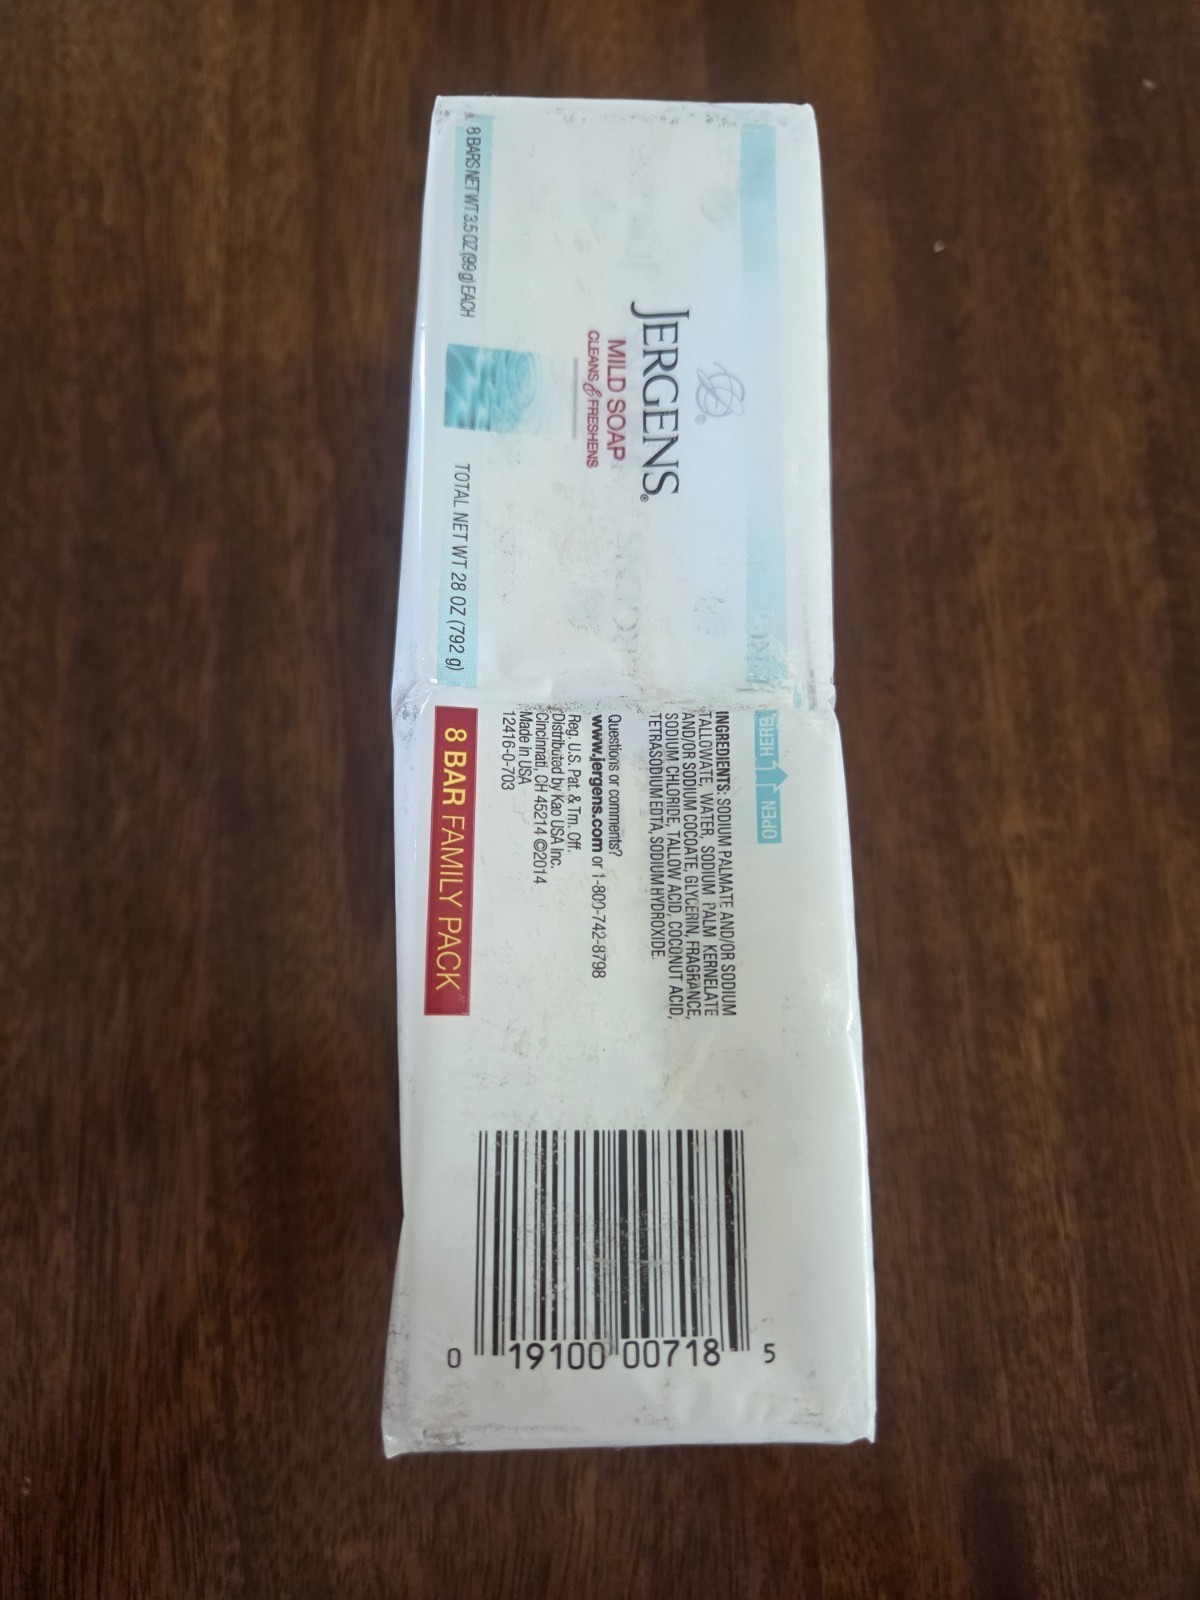 JERGENS®
MILD SOAP
CLEANS & FRESHENS
8 BARS NET WT 3.5 OZ (99 g) EACH
TOTAL NET WT 28 OZ (792 g)
OPEN
INGREDIENTS: SODIUM PALMATE AND/OR SODIUM
TALLOWATE, WATER, SODIUM PALM KERNELATE
AND/OR SODIUM COCOATE, GLYCERIN, FRAGRANCE,
SODIUM CHLORIDE, TALLOW ACID, COCONUT ACID,
TETRASODIUM EDTA, SODIUM HYDROXIDE.
Questions or comments?
www.jergens.com or 1-800-742-8798
Reg. U.S. Pat. & Tm. Off.
Distributed by Kao USA Inc.
Cincinnati, OH 45214 ©2014
Made in USA
12416-0-703
8 BAR FAMILY PACK
0 19100 00718 5